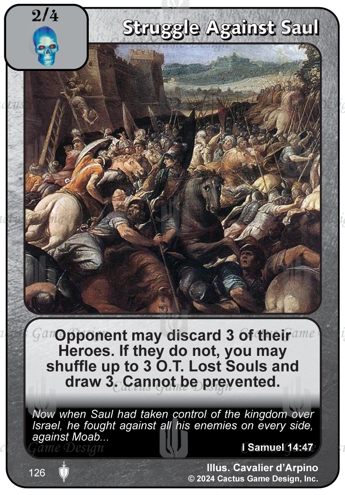 2/4
Struggle Against Saul
Opponent may discard 3 of their
Heroes. If they do not, you may
shuffle up to 3 O.T. Lost Souls and
draw 3. Cannot be prevented.
Cactus Game Design
Now when Saul had taken control of the kingdom over
Israel, he fought against all his enemies on every side,
against Moab...
I Samuel 14:47
126
Illus. Cavalier d'Arpino
© 2024 Cactus Game Design, Inc.